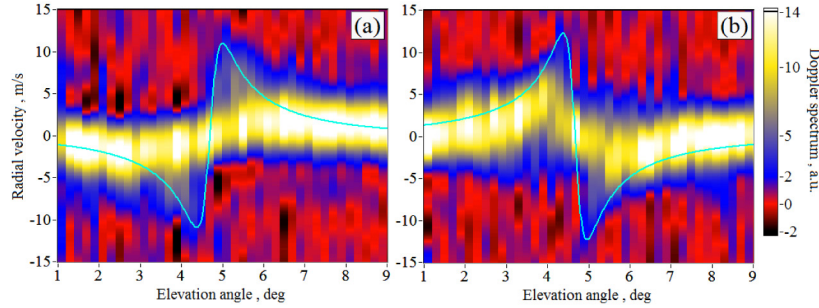 (a)
(b)
Radial velocity , m/s
15
10
5
0
-5
-10
-15
1 2 3 4 5 6 7 8 9
Elevation angle , deg
15
10
5
0
-5
-10
-15
1 2 3 4 5 6 7 8 9
Elevation angle , deg
-14
-10
-5
-2
-0
-2
Doppler spectrum , a.u.